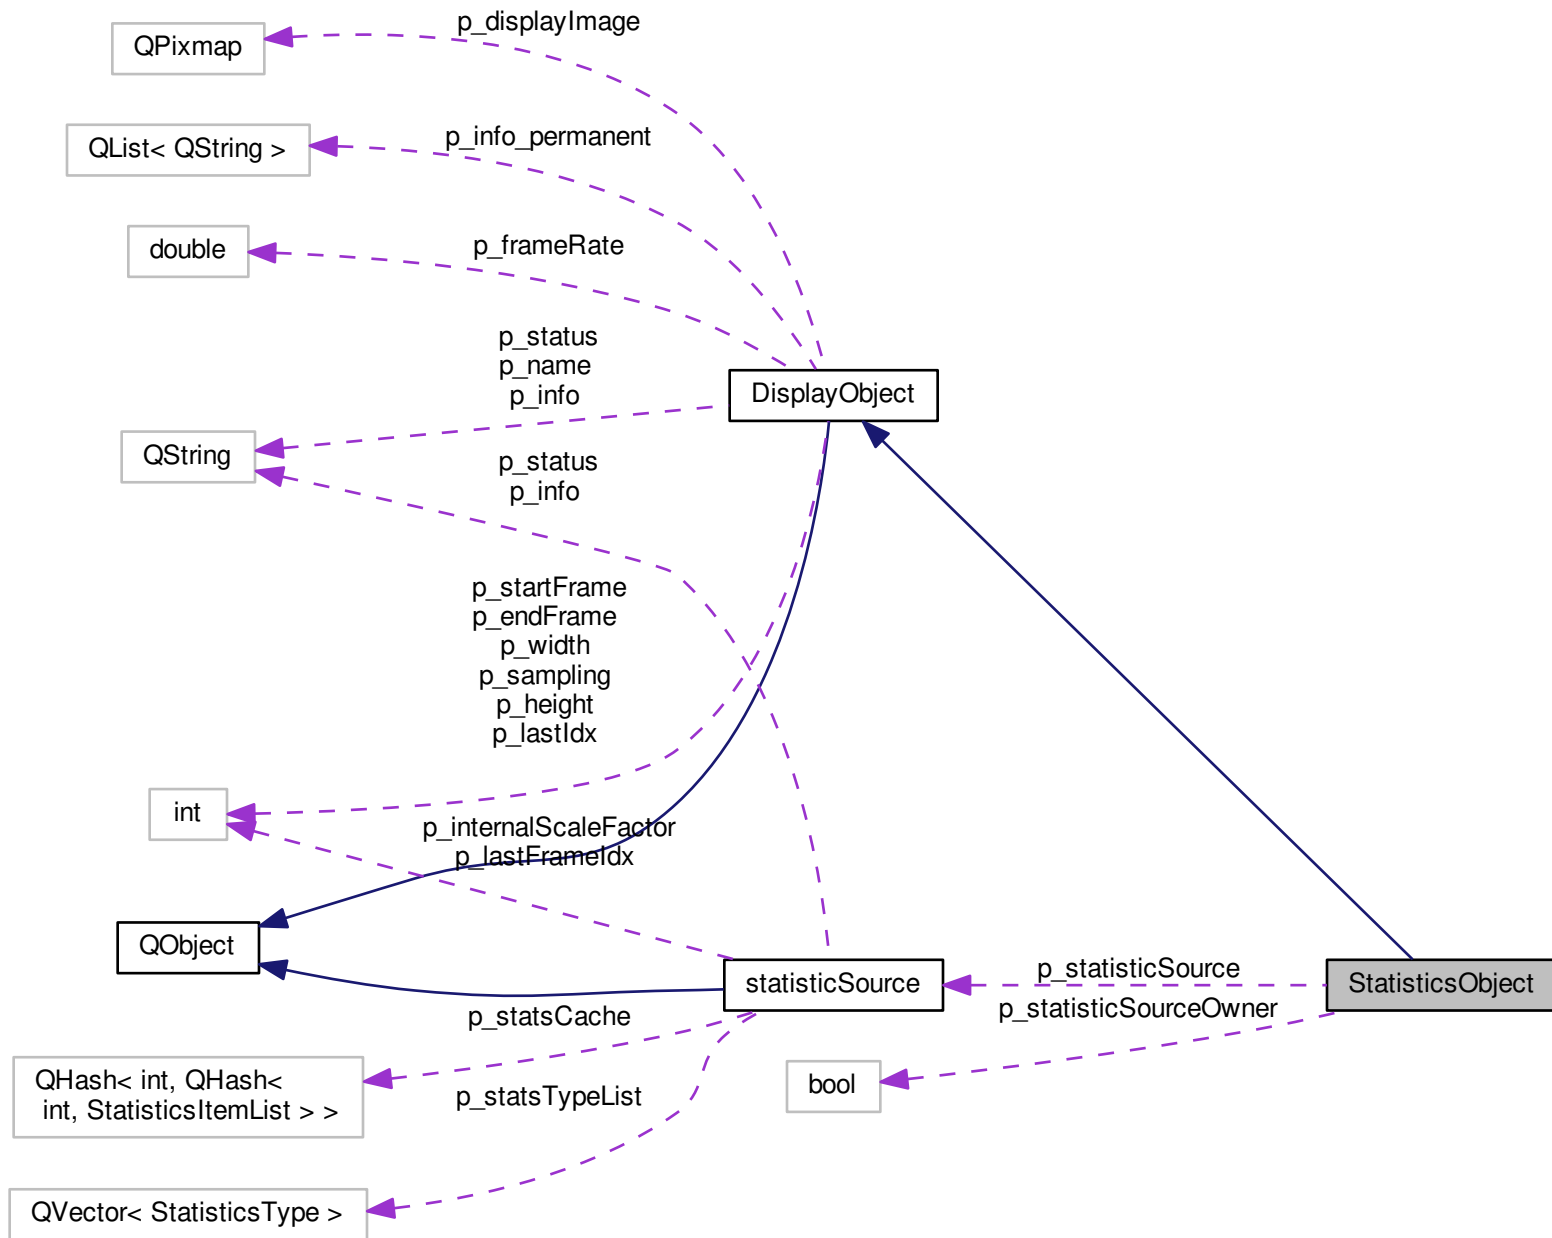 p_displayImage
QPixmap
p_info_permanent
QList< QString >
p_frameRate
double
p_status
p_name
p_info
DisplayObject
QString
p_status
p_info
p_startFrame
p_endFrame
p_width
p_sampling
p_height
p_lastIdx
int
p_internalScaleFactor
p_lastFrameIdx
QObject
statisticSource
p_statisticSource
StatisticsObject
p_statisticSourceOwner
p_statsCache
QHash< int, QHash<
int, StatisticsItemList > >
bool
p_statsTypeList
QVector< StatisticsType >